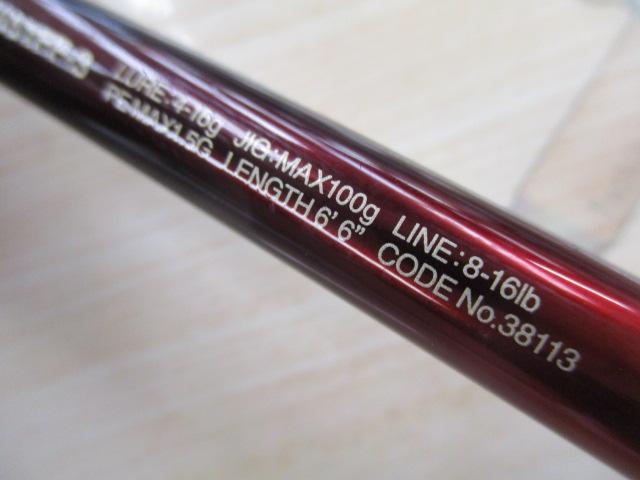 LURE:4-16g JIG:MAX100g LINE:8-16lb
PE:MAX1.5G LENGTH 6' 6" CODE No.38113